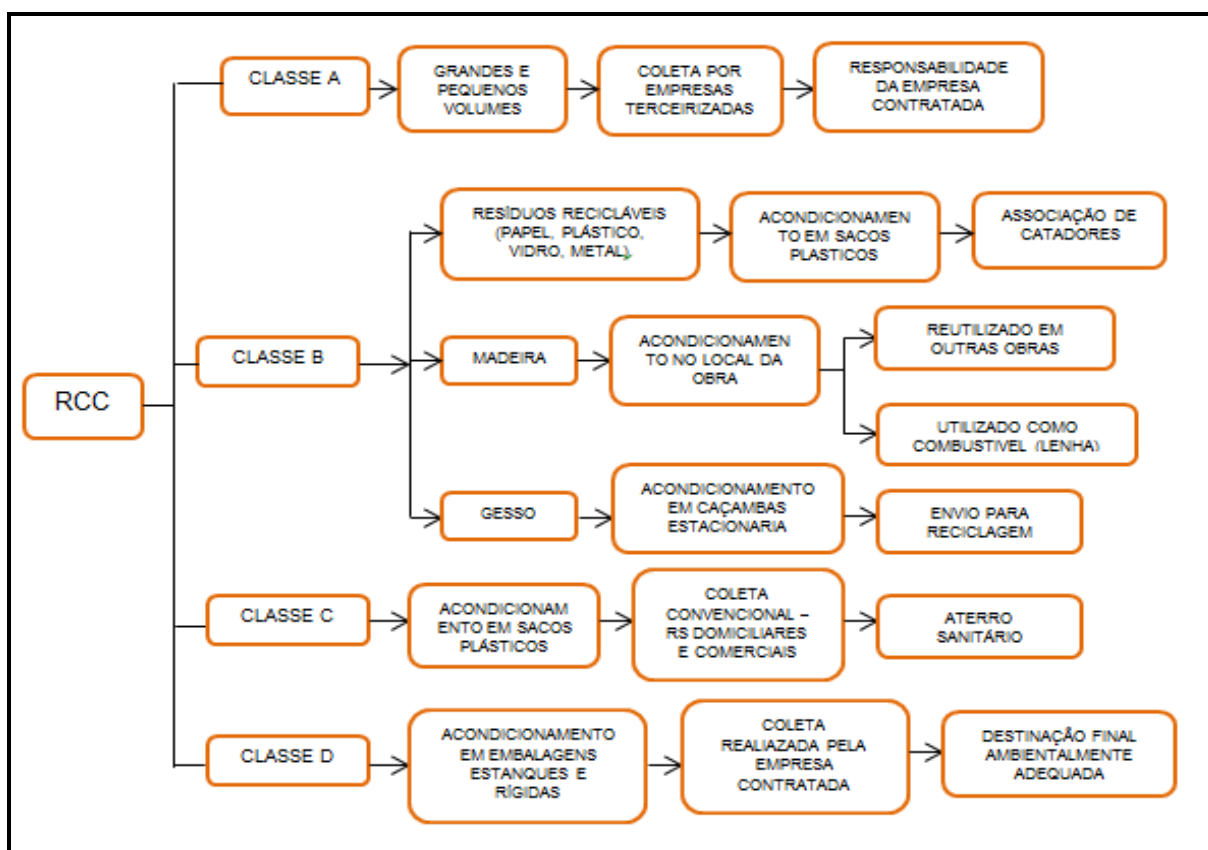 RCC
CLASSE A
GRANDES E
PEQUENOS
VOLUMES
COLETA POR
EMPRESAS
TERCEIRIZADAS
RESPONSABILIDADE
DA EMPRESA
CONTRATADA
CLASSE B
RESÍDUOS RECICLÁVEIS
(PAPEL, PLÁSTICO,
VIDRO, METAL).
ACONDICIONAMEN
TO EM SACOS
PLASTICOS
ASSOCIAÇÃO DE
CATADORES
MADEIRA
ACONDICIONAMEN
TO NO LOCAL DA
OBRA
REUTILIZADO EM
OUTRAS OBRAS
UTILIZADO COMO
COMBUSTIVEL (LENHA)
GESSO
ACONDICIONAMENTO
EM CAÇAMBAS
ESTACIONARIA
ENVIO PARA
RECICLAGEM
CLASSE C
ACONDICIONAM
ENTO EM SACOS
PLÁSTICOS
COLETA
CONVENCIONAL –
RS DOMICILIARES
E COMERCIAIS
ATERRO
SANITÁRIO
CLASSE D
ACONDICIONAMENTO
EM EMBALAGENS
ESTANQUES E
RÍGIDAS
COLETA
REALIAZADA PELA
EMPRESA
CONTRATADA
DESTINAÇÃO FINAL
AMBIENTALMENTE
ADEQUADA